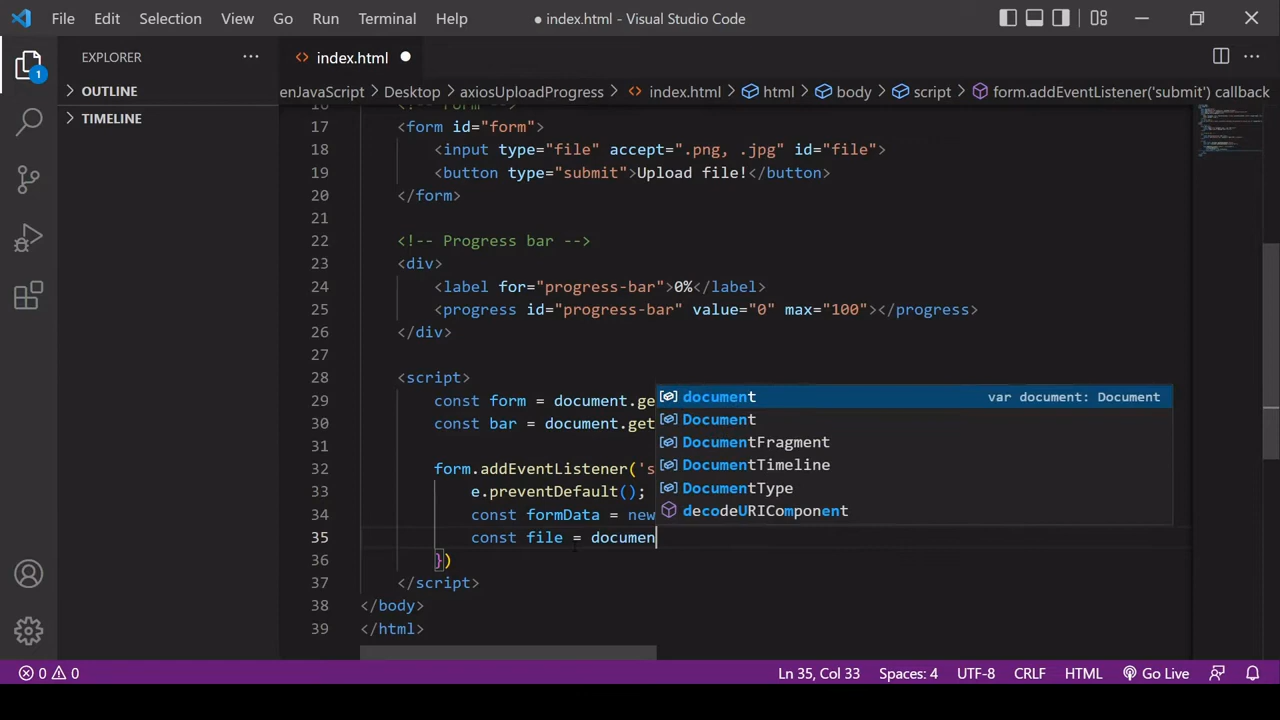 File Edit Selection View Go Run Terminal Help ● index.html - Visual Studio Code
EXPLORER ···
index.html ●
1
OUTLINE
TIMELINE
enJavaScript > Desktop > axiosUploadProgress > index.html > html > body > script > form.addEventListener('submit') callback
17 <form id="form">
18 <input type="file" accept=".png, .jpg" id="file">
19 <button type="submit">Upload file!</button>
20 </form>
21
22 <!-- Progress bar -->
23 <div>
24 <label for="progress-bar">0%</label>
25 <progress id="progress-bar" value="0" max="100"></progress>
26 </div>
27
28 <script>
29 const form = document.ge
30 const bar = document.get
31
32 form.addEventListener('s
33 e.preventDefault();
34 const formData = new
35 const file = documen
36 })
37 </script>
38 </body>
39 </html>
document var document: Document
Document
DocumentFragment
DocumentTimeline
DocumentType
decodeURIComponent
0 0 Ln 35, Col 33 Spaces: 4 UTF-8 CRLF HTML Go Live